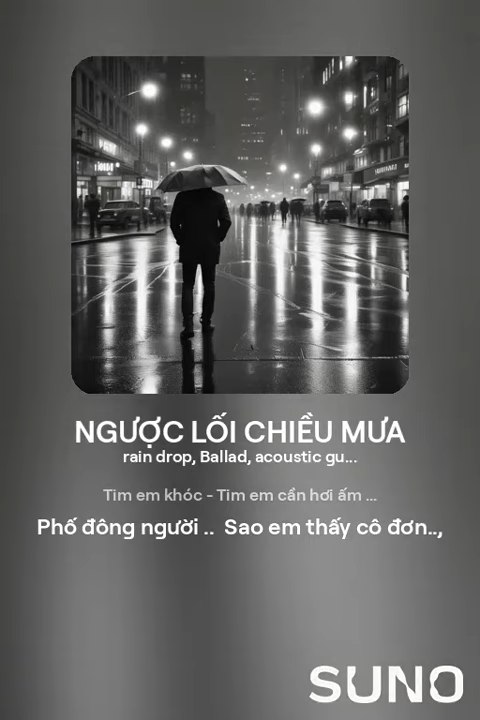 NGƯỢC LỐI CHIỀU MƯA
rain drop, Ballad, acoustic gu...
Tim em khóc - Tim em cần hơi ấm ...
Phố đông người .. Sao em thấy cô đơn..,
SUNO